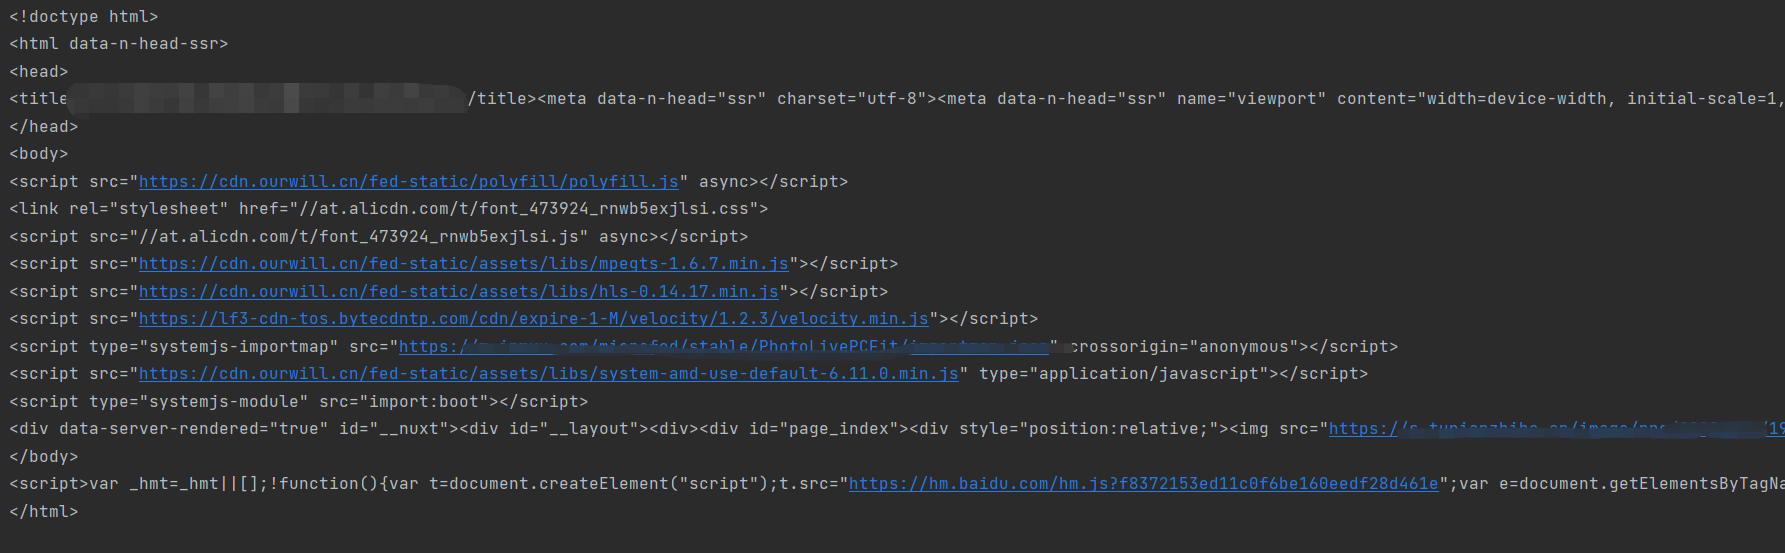 <!doctype html>
<html data-n-head-ssr>
<head>
<title /title><meta data-n-head="ssr" charset="utf-8"><meta data-n-head="ssr" name="viewport" content="width=device-width, initial-scale=1,
</head>
<body>
<script src="https://cdn.ourwill.cn/fed-static/polyfill/polyfill.js" async></script>
<link rel="stylesheet" href="//at.alicdn.com/t/font_473924_rnwb5exjlsi.css">
<script src="//at.alicdn.com/t/font_473924_rnwb5exjlsi.js" async></script>
<script src="https://cdn.ourwill.cn/fed-static/assets/libs/mpegts-1.6.7.min.js"></script>
<script src="https://cdn.ourwill.cn/fed-static/assets/libs/hls-0.14.17.min.js"></script>
<script src="https://lf3-cdn-tos.bytecdntp.com/cdn/expire-1-M/velocity/1.2.3/velocity.min.js"></script>
<script type="systemjs-importmap" src="https:/ /stable/PhotoLivePCFit/ " crossorigin="anonymous"></script>
<script src="https://cdn.ourwill.cn/fed-static/assets/libs/system-amd-use-default-6.11.0.min.js" type="application/javascript"></script>
<script type="systemjs-module" src="import:boot"></script>
<div data-server-rendered="true" id="__nuxt"><div id="__layout"><div><div id="page_index"><div style="position:relative;"><img src="https:/ /19
</body>
<script>var _hmt=_hmt||[];!function(){var t=document.createElement("script");t.src="https://hm.baidu.com/hm.js?f8372153ed11c0f6be160eedf28d461e";var e=document.getElementsByTagNa
</html>